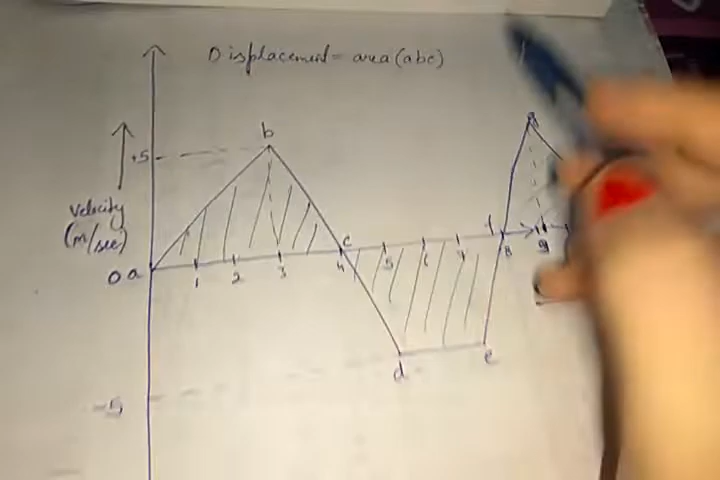 Displacement = area (abc)
b
+5
velocity
(m/sec)
0 a 1 2 3 4 c 5 6 7 f 8 9
d e
-5